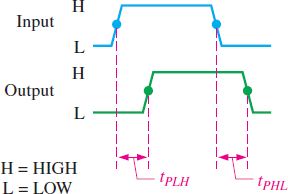 H
Input
L
H
Output
L
H = HIGH
L = LOW
tPLH
tPHL